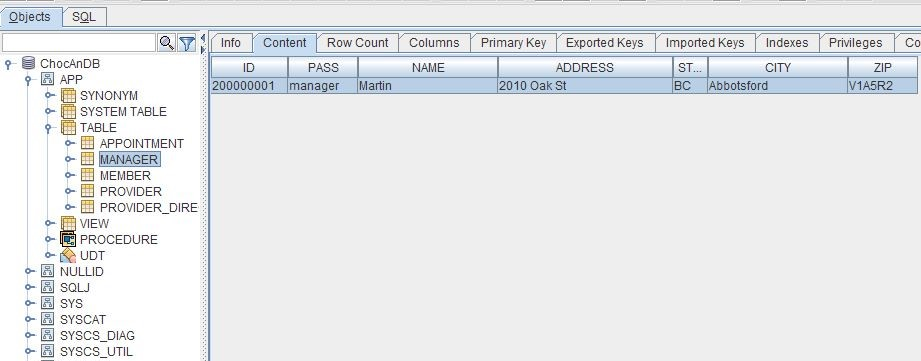 Objects SQL
Info Content Row Count Columns Primary Key Exported Keys Imported Keys Indexes Privileges Co
ID PASS NAME ADDRESS ST... CITY ZIP
200000001 manager Martin 2010 Oak St BC Abbotsford V1A5R2
ChocAnDB
APP
SYNONYM
SYSTEM TABLE
TABLE
APPOINTMENT
MANAGER
MEMBER
PROVIDER
PROVIDER_DIRE
VIEW
PROCEDURE
UDT
NULLID
SQLJ
SYS
SYSCAT
SYSCS_DIAG
SYSCS_UTIL